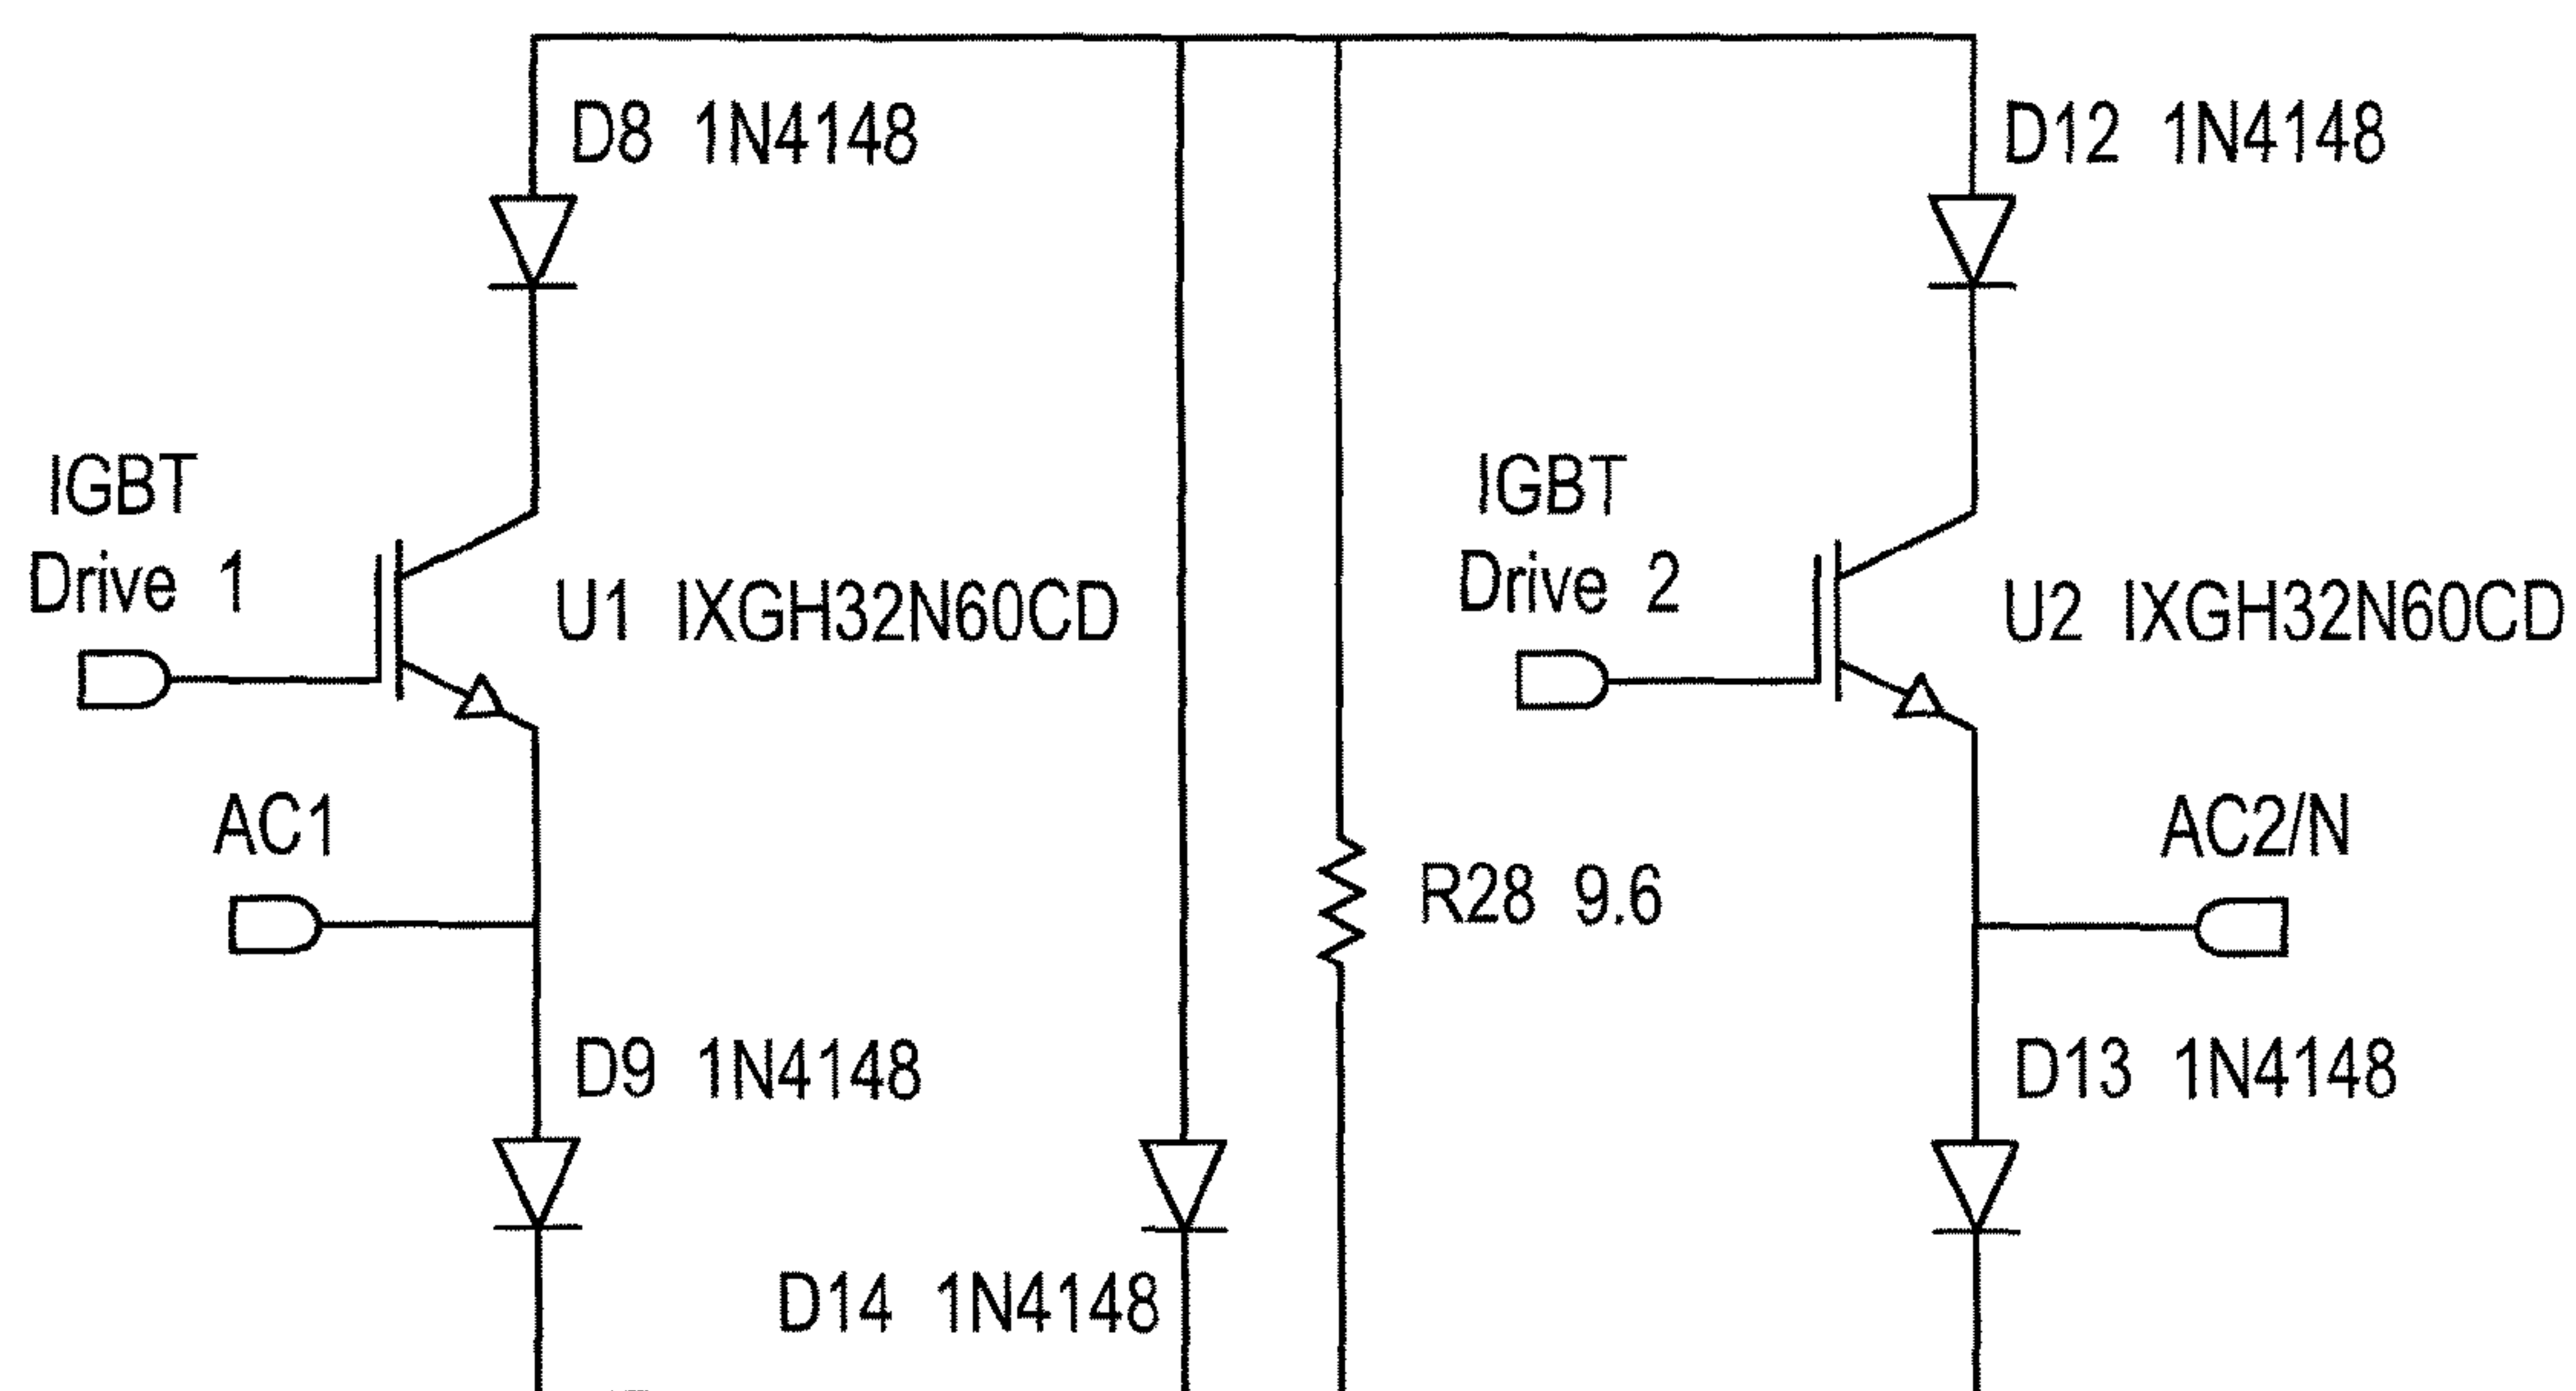 D8 1N4148
D12 1N4148
IGBT
Drive 1
U1 IXGH32N60CD
IGBT
Drive 2
U2 IXGH32N60CD
AC1
R28 9.6
AC2/N
D9 1N4148
D13 1N4148
D14 1N4148